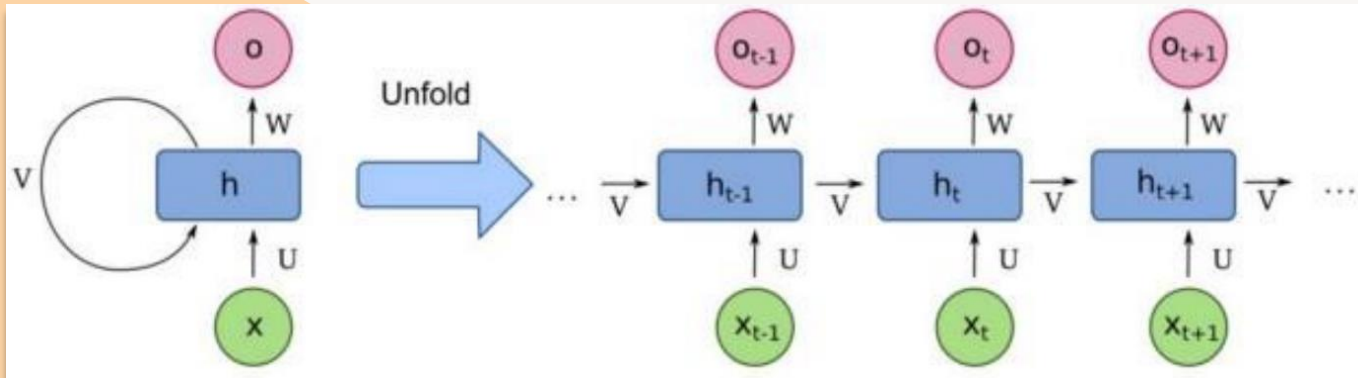 o o_{t-1} o_t o_{t+1}
Unfold
W W W W
V h h_{t-1} h_t h_{t+1}
... V V V V ...
U U U U
x x_{t-1} x_t x_{t+1}